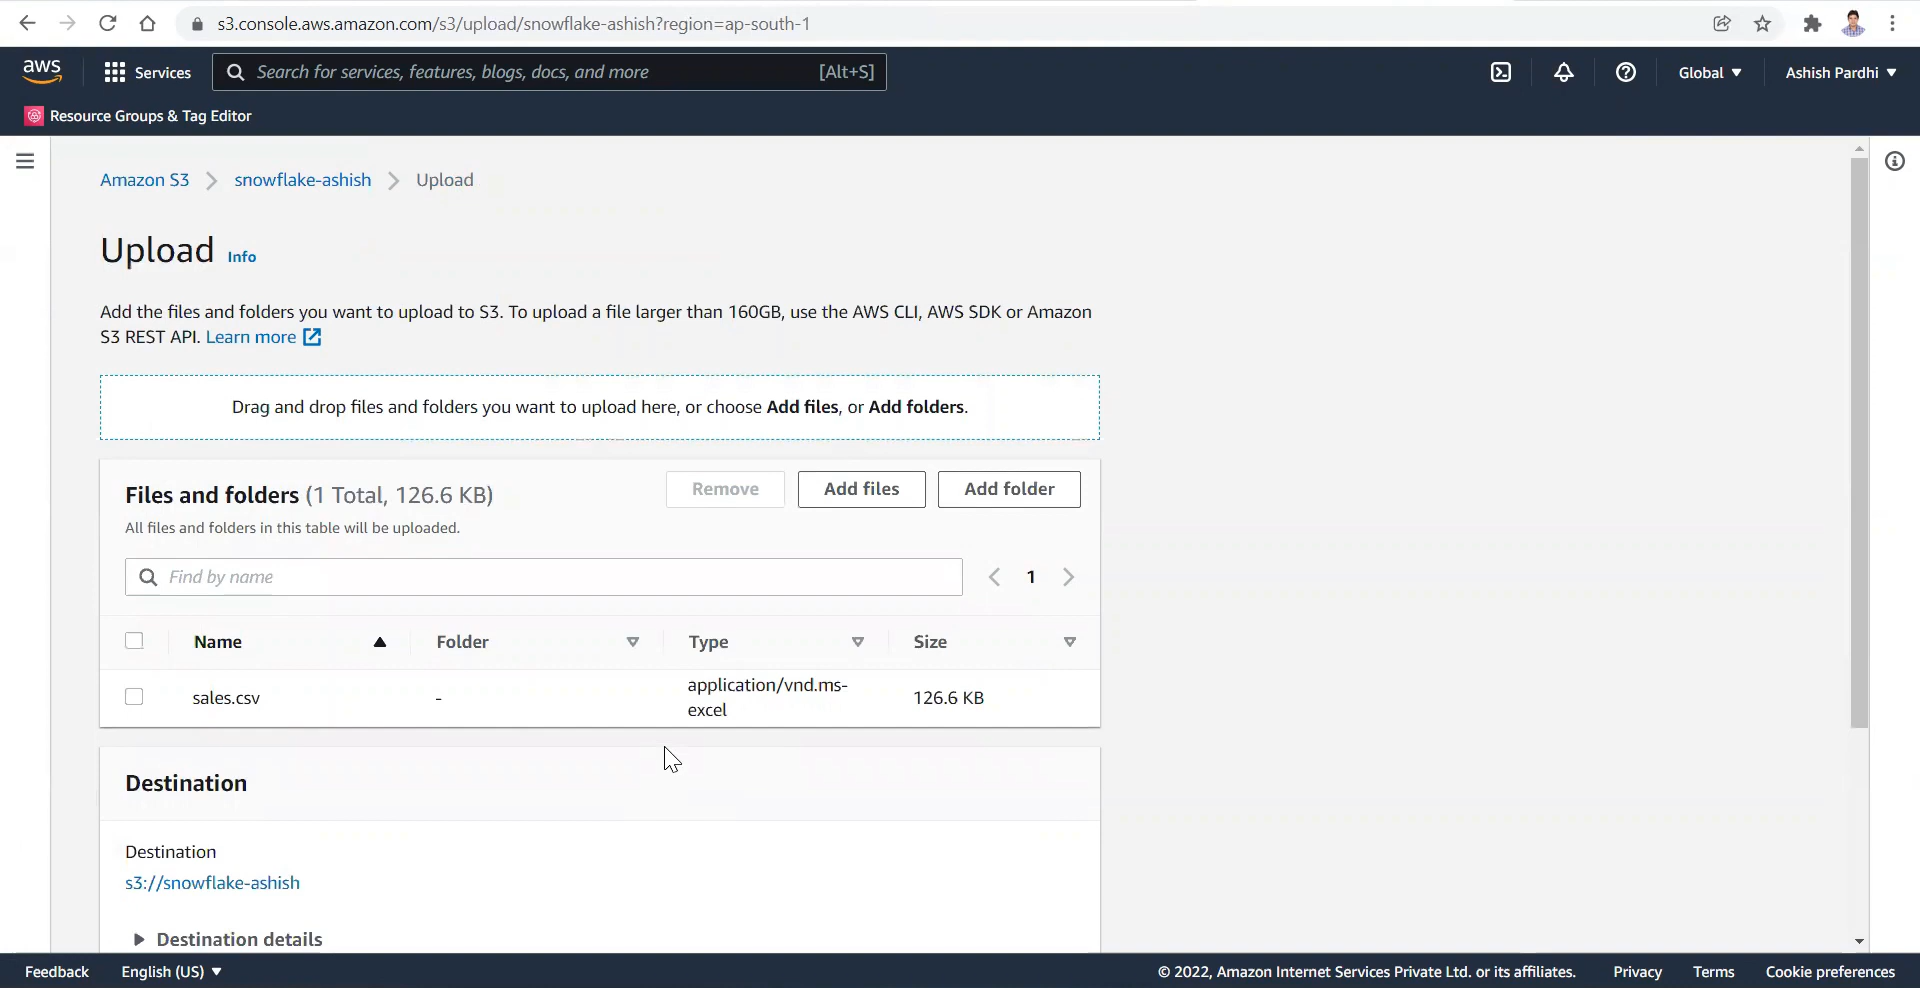 s3.console.aws.amazon.com/s3/upload/snowflake-ashish?region=ap-south-1
aws
Services
Search for services, features, blogs, docs, and more
[Alt+S]
Global
Ashish Pardhi
Resource Groups & Tag Editor
Amazon S3
snowflake-ashish
Upload
Upload Info
Add the files and folders you want to upload to S3. To upload a file larger than 160GB, use the AWS CLI, AWS SDK or Amazon
S3 REST API. Learn more
Drag and drop files and folders you want to upload here, or choose Add files, or Add folders.
Files and folders (1 Total, 126.6 KB)
Remove
Add files
Add folder
All files and folders in this table will be uploaded.
Find by name
1
Name
Folder
Type
Size
sales.csv
-
application/vnd.ms-
excel
126.6 KB
Destination
Destination
s3://snowflake-ashish
Destination details
Feedback
English (US)
© 2022, Amazon Internet Services Private Ltd. or its affiliates.
Privacy
Terms
Cookie preferences